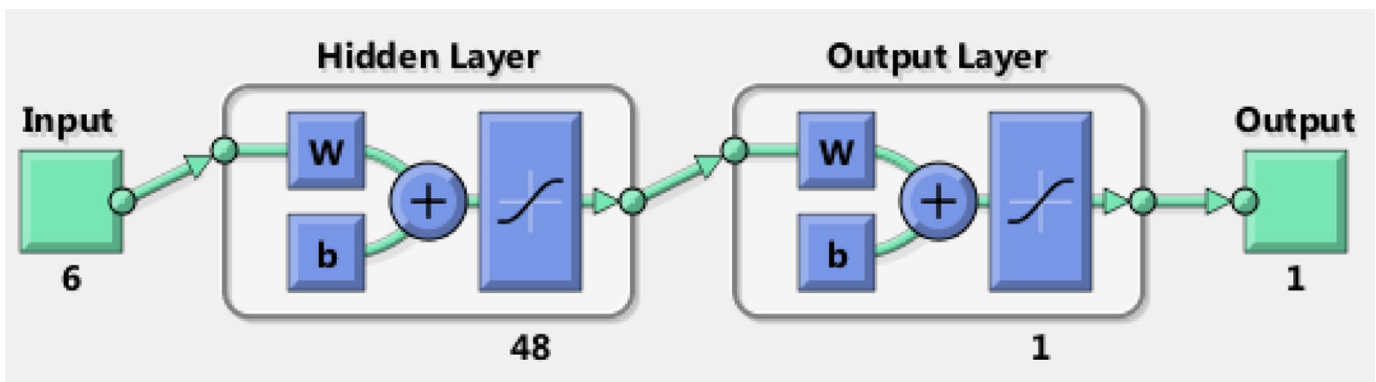 Hidden Layer
Output Layer
Input
Output
W
W
+
+
b
b
6
1
48
1